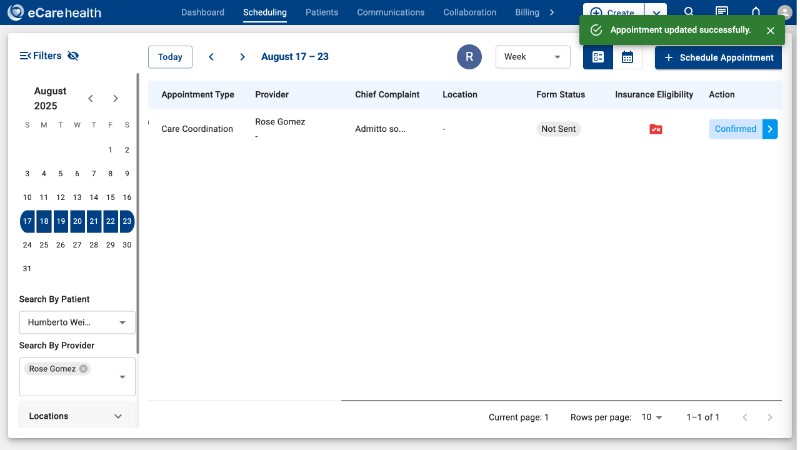 eCarehealth
Dashboard Scheduling Patients Communications Collaboration Billing Create
Appointment updated successfully.
Filters
Today August 17 – 23 R Week Schedule Appointment
August
2025
S M T W T F S
1 2
3 4 5 6 7 8 9
10 11 12 13 14 15 16
17 18 19 20 21 22 23
24 25 26 27 28 29 30
31
Search By Patient
Humberto Wei...
Search By Provider
Rose Gomez
Locations
Appointment Type Provider Chief Complaint Location Form Status Insurance Eligibility Action
Care Coordination Rose Gomez Admitto so... - Not Sent Confirmed
-
Current page: 1 Rows per page: 10 1–1 of 1